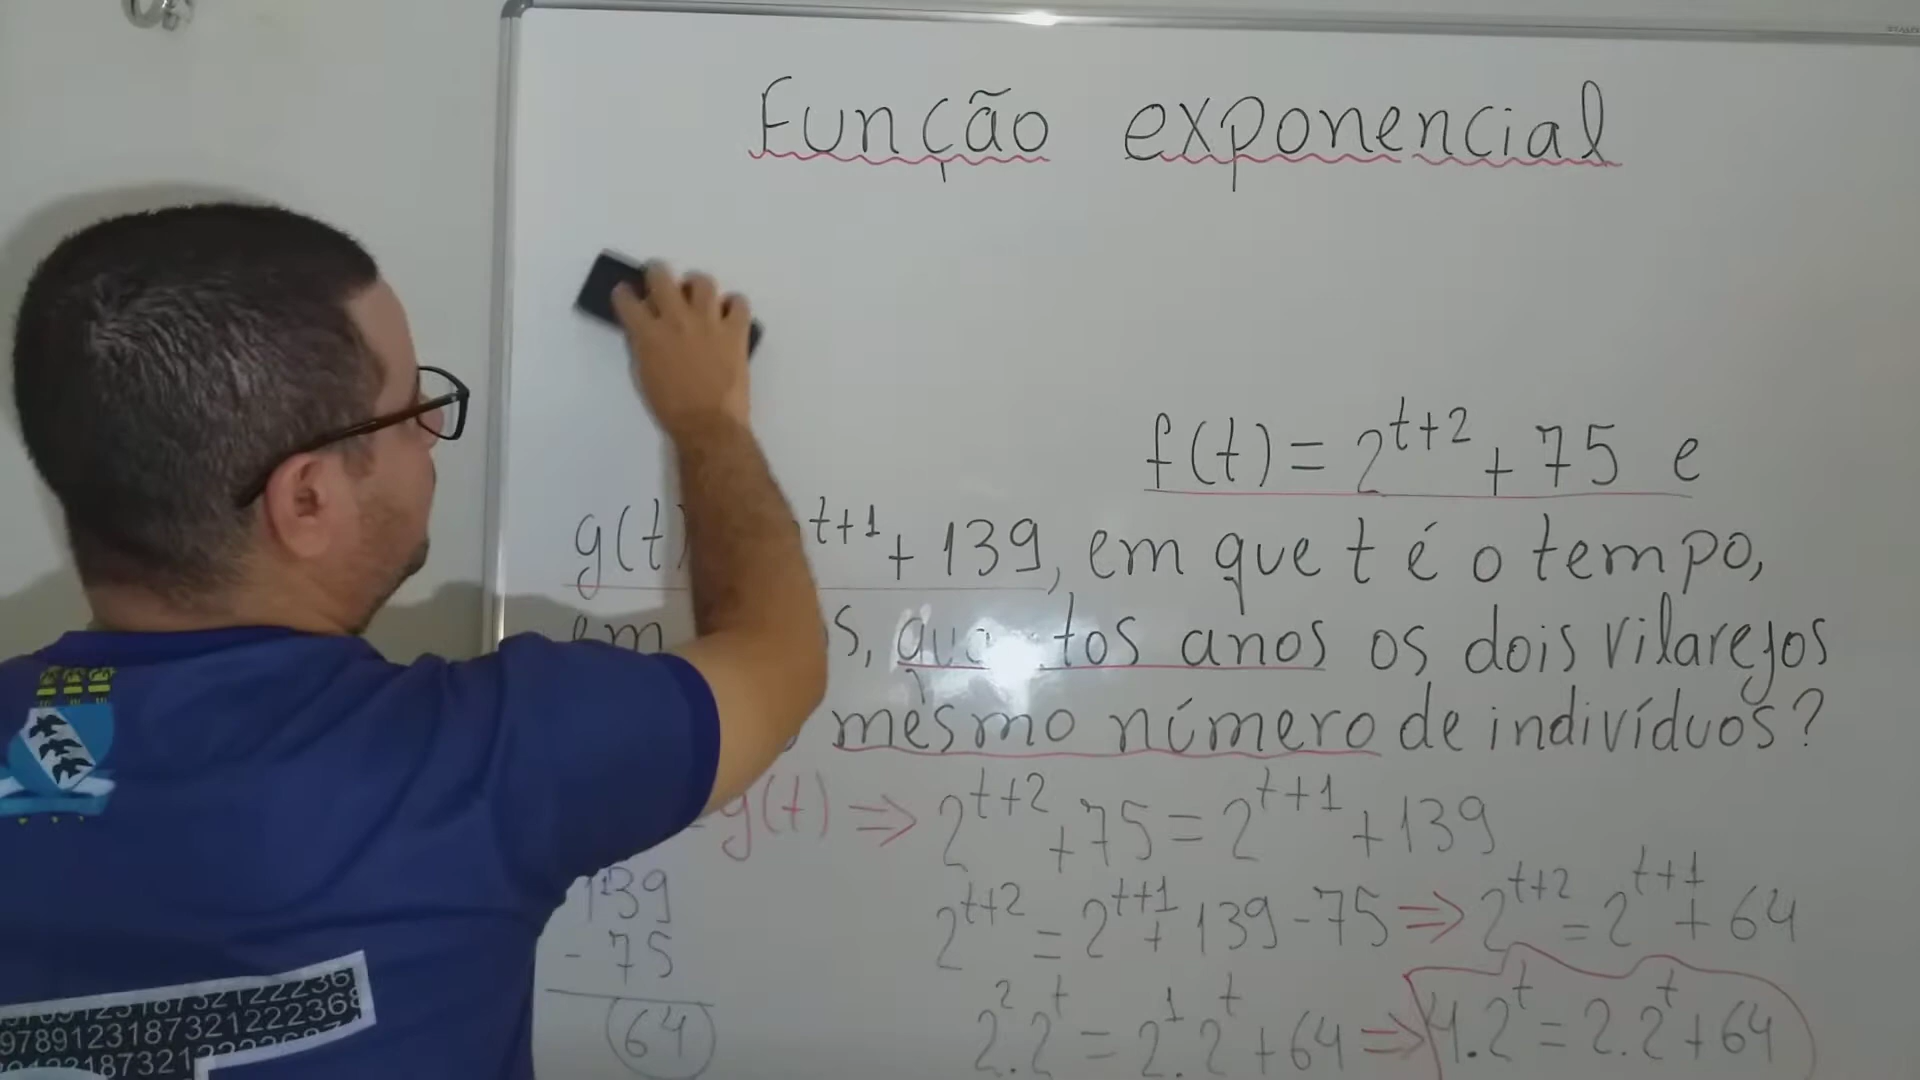 Função exponencial
f(t) = 2^{t+2} + 75 e
g(t) t+1 + 139, em que t é o tempo,
em s, quantos anos os dois vilarejos
mesmo número de indivíduos?
g(t) ⇒ 2^{t+2} + 75 = 2^{t+1} + 139
139
- 75
64
2^{t+2} = 2^{t+1} + 139 - 75 ⇒ 2^{t+2} = 2^{t+1} + 64
2^2 . 2^t = 2^1 . 2^t + 64 ⇒ 4 . 2^t = 2 . 2^t + 64